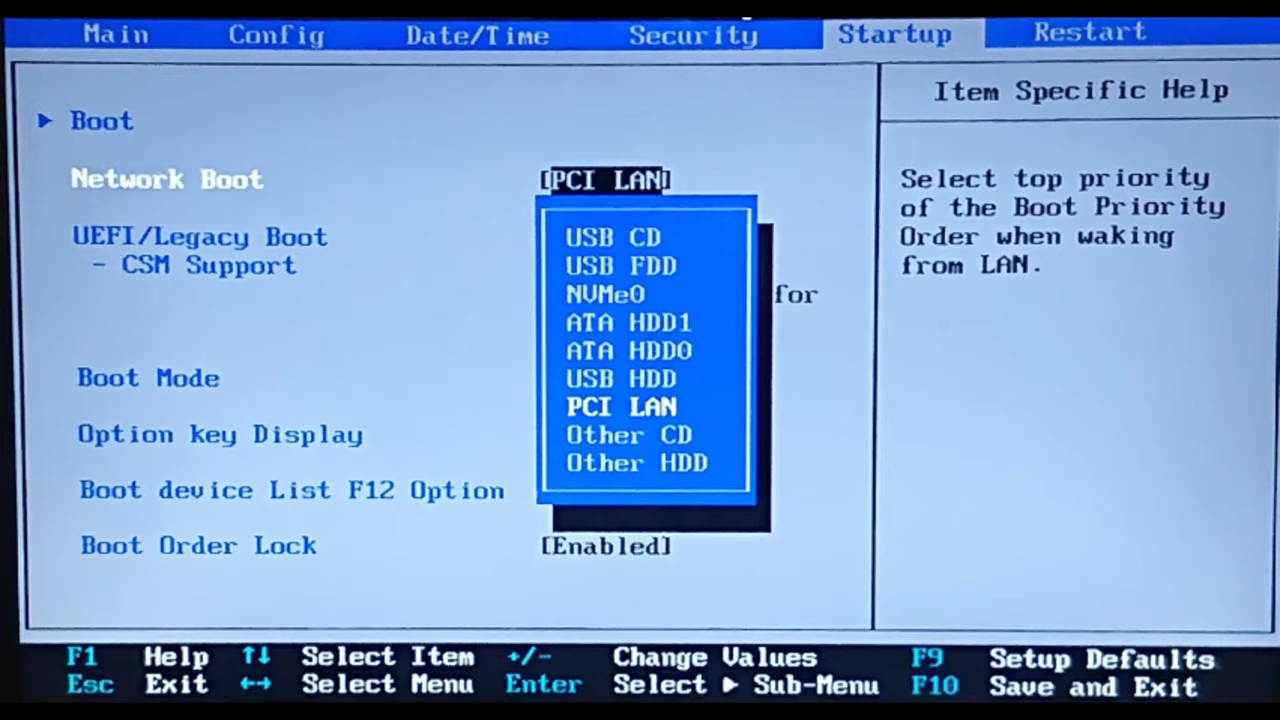 Main Config Date/Time Security Startup Restart
Item Specific Help
Boot
Network Boot [PCI LAN]
UEFI/Legacy Boot
- CSM Support
for
Boot Mode
Option key Display
Boot device List F12 Option
Boot Order Lock [Enabled]
USB CD
USB FDD
NVMe0
ATA HDD1
ATA HDD0
USB HDD
PCI LAN
Other CD
Other HDD
Select top priority
of the Boot Priority
Order when waking
from LAN.
F1 Help ↑↓ Select Item +/- Change Values F9 Setup Defaults
Esc Exit ←→ Select Menu Enter Select ▶ Sub-Menu F10 Save and Exit